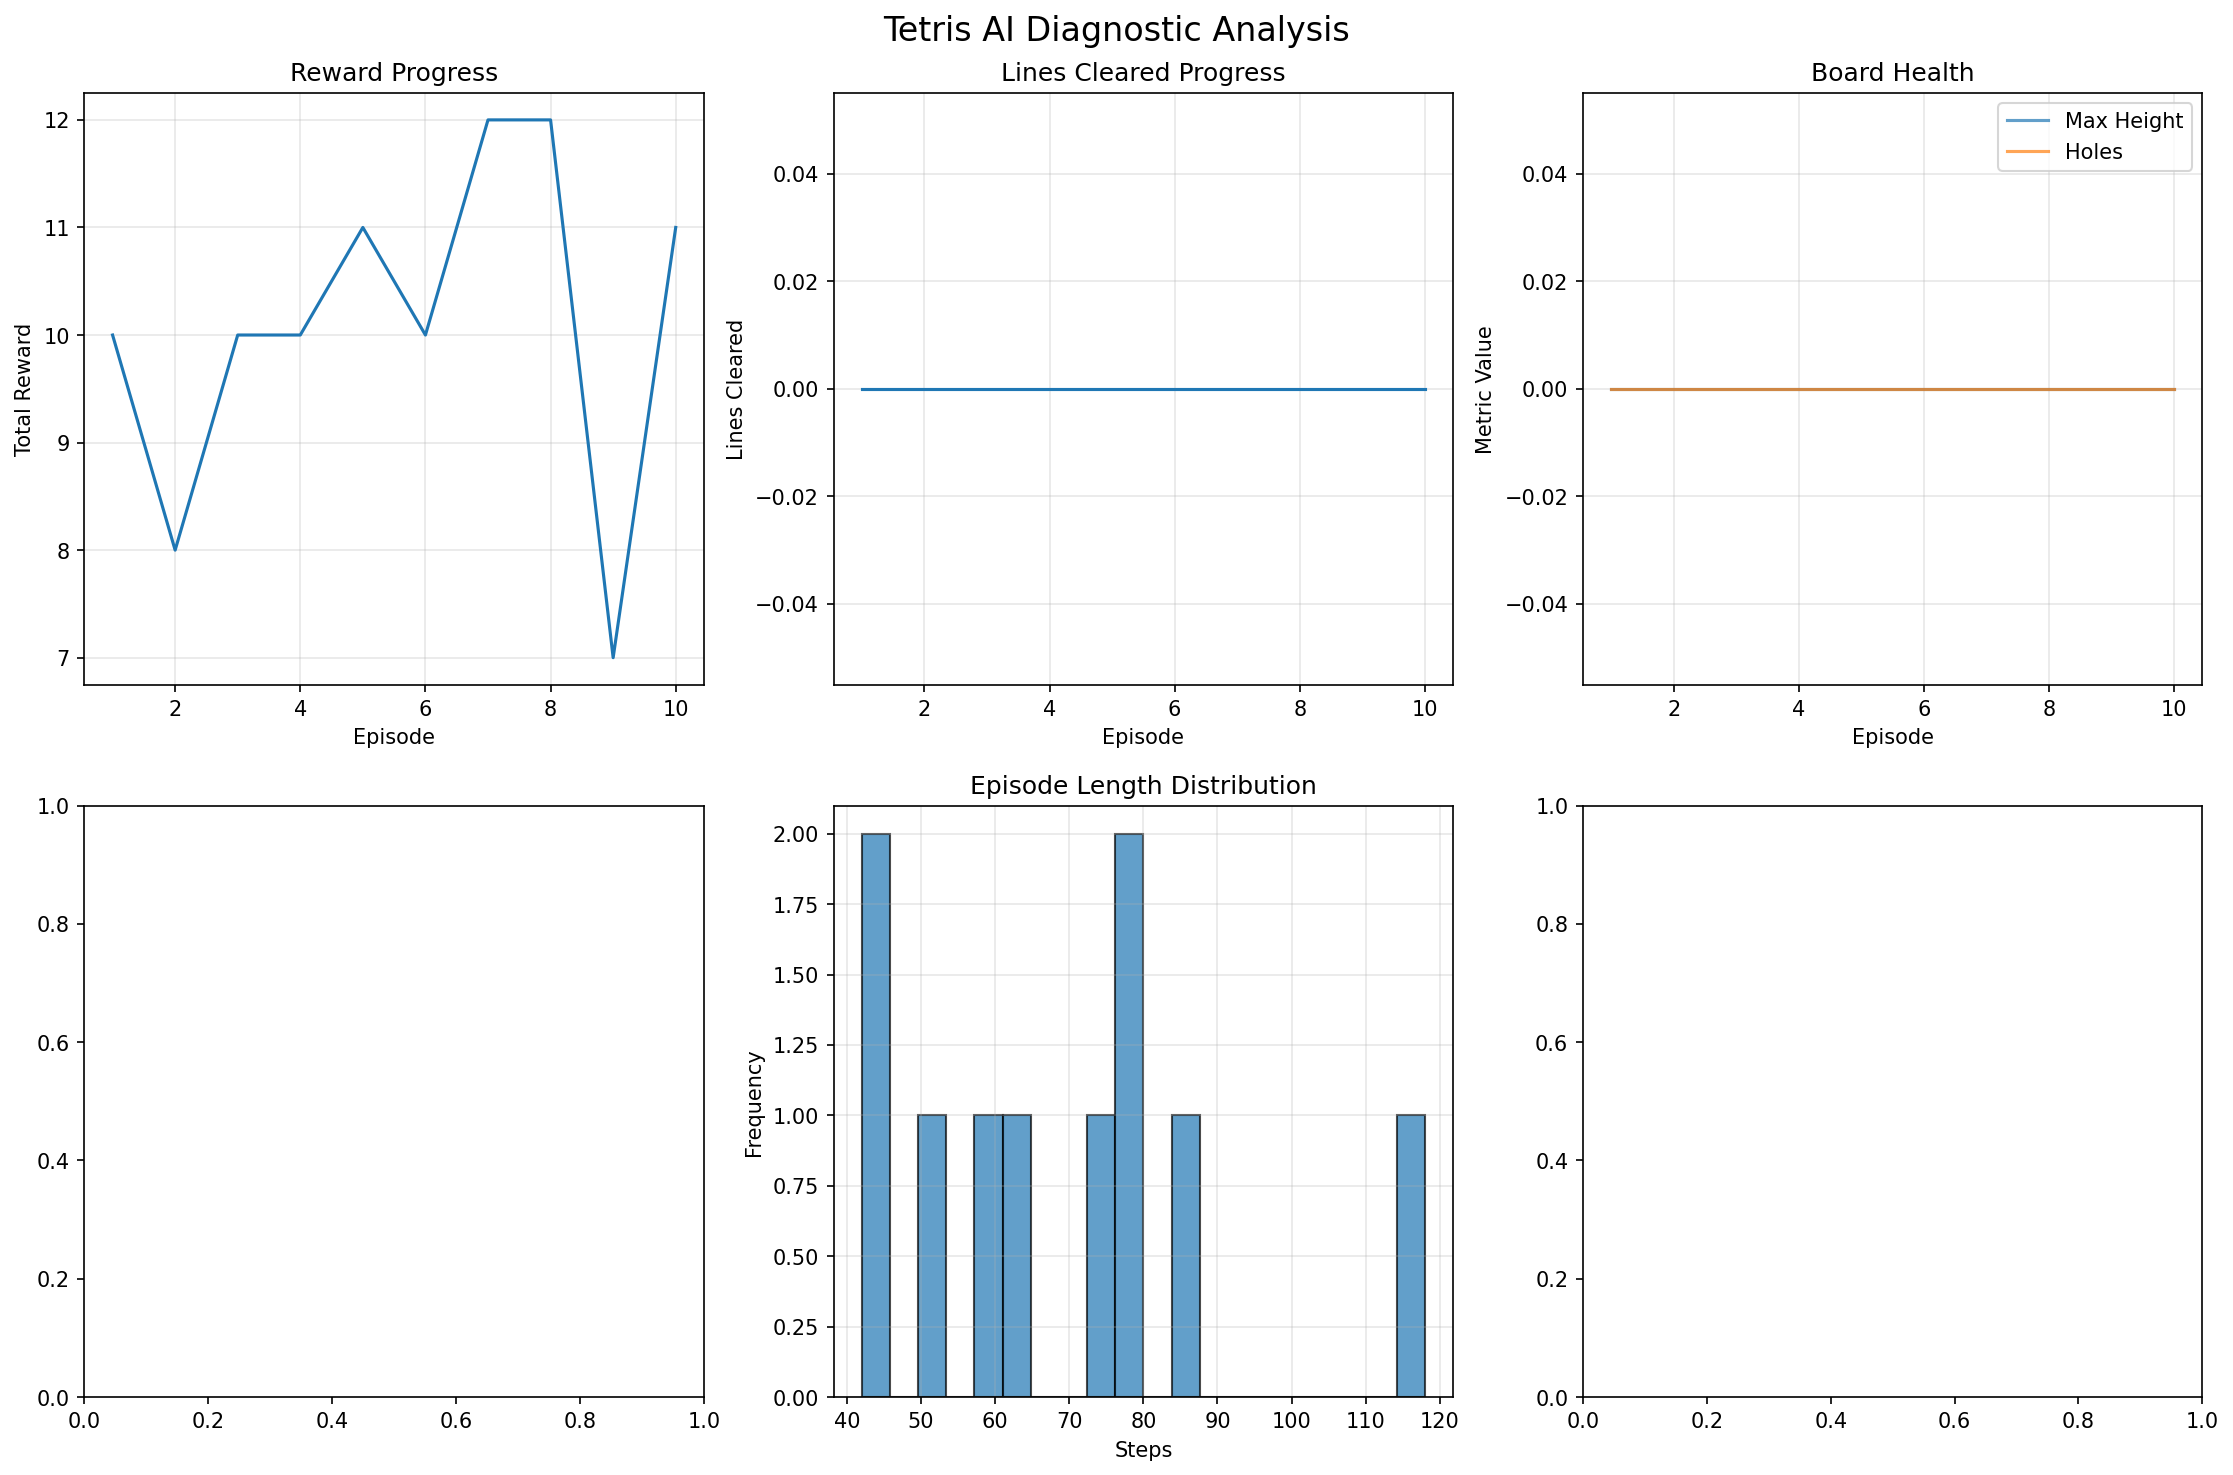 Tetris AI Diagnostic Analysis
Reward Progress
Total Reward
12
11
10
9
8
7
2 4 6 8 10
Episode
Lines Cleared Progress
Lines Cleared
0.04
0.02
0.00
−0.02
−0.04
2 4 6 8 10
Episode
Board Health
Max Height
Holes
Metric Value
0.04
0.02
0.00
−0.02
−0.04
2 4 6 8 10
Episode
1.0
0.8
0.6
0.4
0.2
0.0
0.0 0.2 0.4 0.6 0.8 1.0
Episode Length Distribution
Frequency
2.00
1.75
1.50
1.25
1.00
0.75
0.50
0.25
0.00
40 50 60 70 80 90 100 110 120
Steps
1.0
0.8
0.6
0.4
0.2
0.0
0.0 0.2 0.4 0.6 0.8 1.0